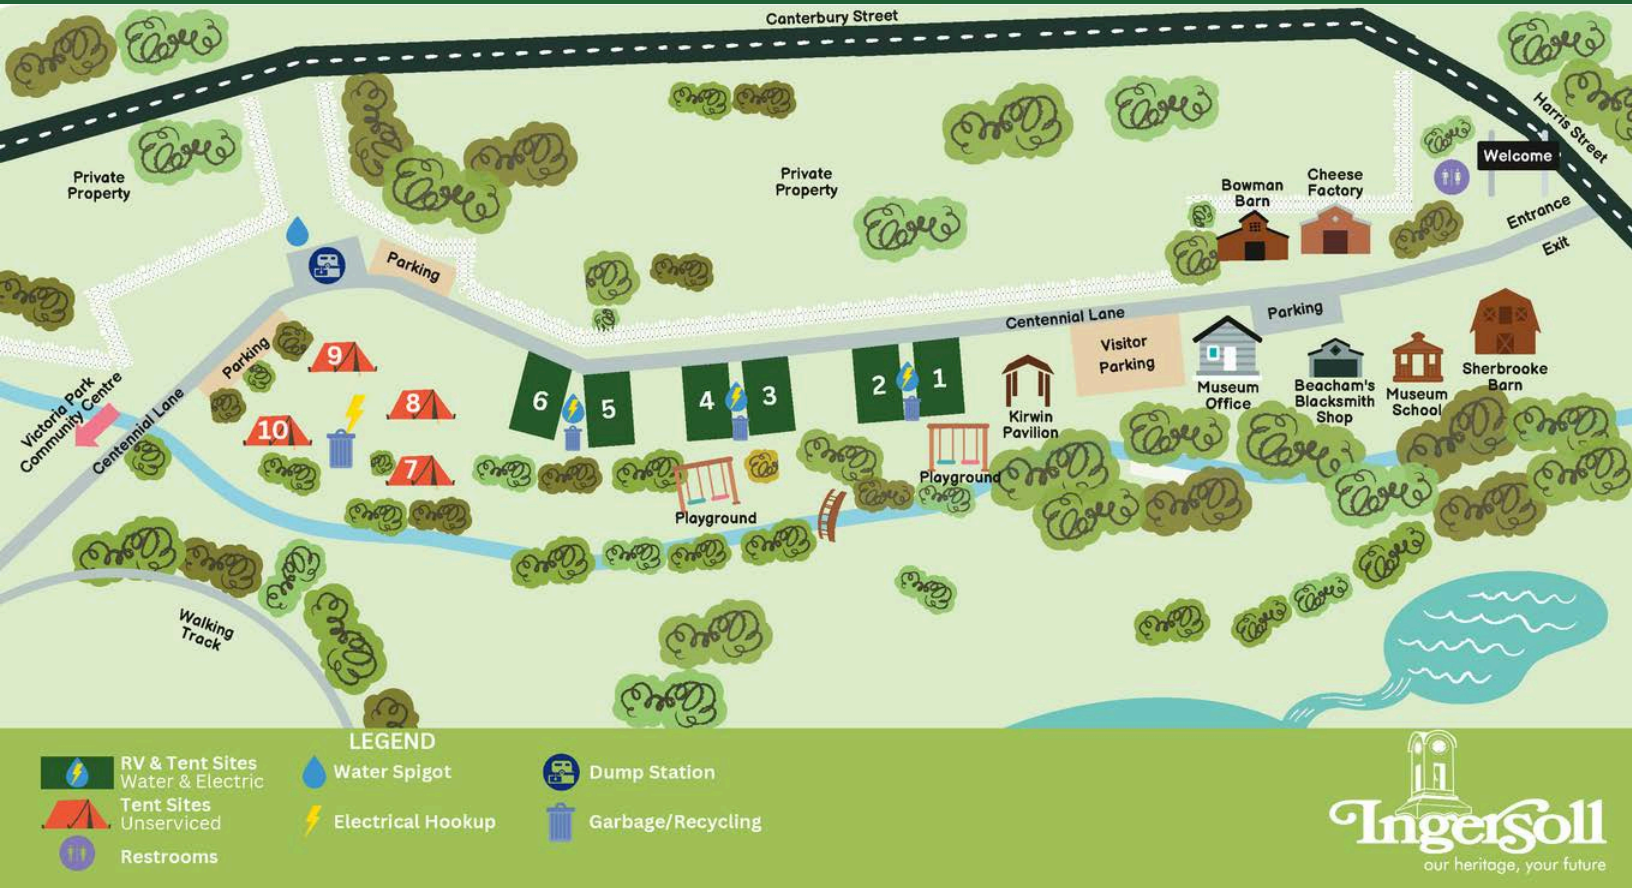 Canterbury Street
Harris Street
Private
Property
Private
Property
Welcome
Bowman
Barn
Cheese
Factory
Entrance
Exit
Parking
Parking
Centennial Lane
Parking
Visitor
Parking
9
8
10
7
6
5
4
3
2
1
Kirwin
Pavilion
Museum
Office
Beacham's
Blacksmith
Shop
Museum
School
Sherbrooke
Barn
Victoria Park
Community Centre
Centennial Lane
Playground
Playground
Walking
Track
LEGEND
RV & Tent Sites
Water & Electric
Tent Sites
Unserviced
Restrooms
Water Spigot
Electrical Hookup
Dump Station
Garbage/Recycling
Ingersoll
our heritage, your future